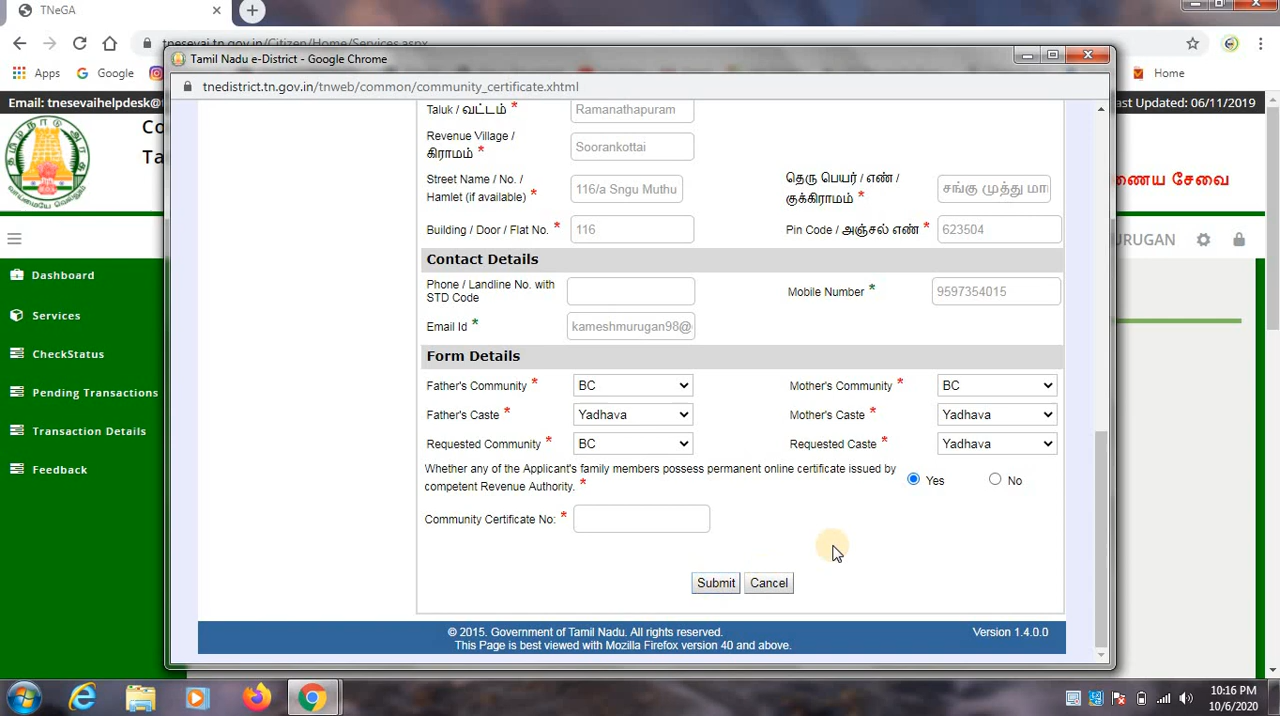 TNeGA
tnesevai.tn.gov.in/Citizen/Home/Services.aspx
Apps
Google
Home
Email: tnesevaihelpdesk@
ast Updated: 06/11/2019
Co
Ta
ணைய சேவை
URUGAN
Dashboard
Services
CheckStatus
Pending Transactions
Transaction Details
Feedback
Tamil Nadu e-District - Google Chrome
tnedistrict.tn.gov.in/tnweb/common/community_certificate.xhtml
Taluk / வட்டம் * Ramanathapuram
Revenue Village /
கிராமம் * Soorankottai
Street Name / No. /
Hamlet (if available) * 116/a Sngu Muthu
தெரு பெயர் / எண் /
குக்கிராமம் * சங்கு முத்து மா
Building / Door / Flat No. * 116
Pin Code / அஞ்சல் எண் * 623504
Contact Details
Phone / Landline No. with
STD Code
Mobile Number * 9597354015
Email Id * kameshmurugan98@
Form Details
Father's Community * BC
Mother's Community * BC
Father's Caste * Yadhava
Mother's Caste * Yadhava
Requested Community * BC
Requested Caste * Yadhava
Whether any of the Applicant's family members possess permanent online certificate issued by
competent Revenue Authority. *
Yes No
Community Certificate No: *
Submit Cancel
© 2015. Government of Tamil Nadu. All rights reserved.
This Page is best viewed with Mozilla Firefox version 40 and above.
Version 1.4.0.0
10:16 PM
10/6/2020